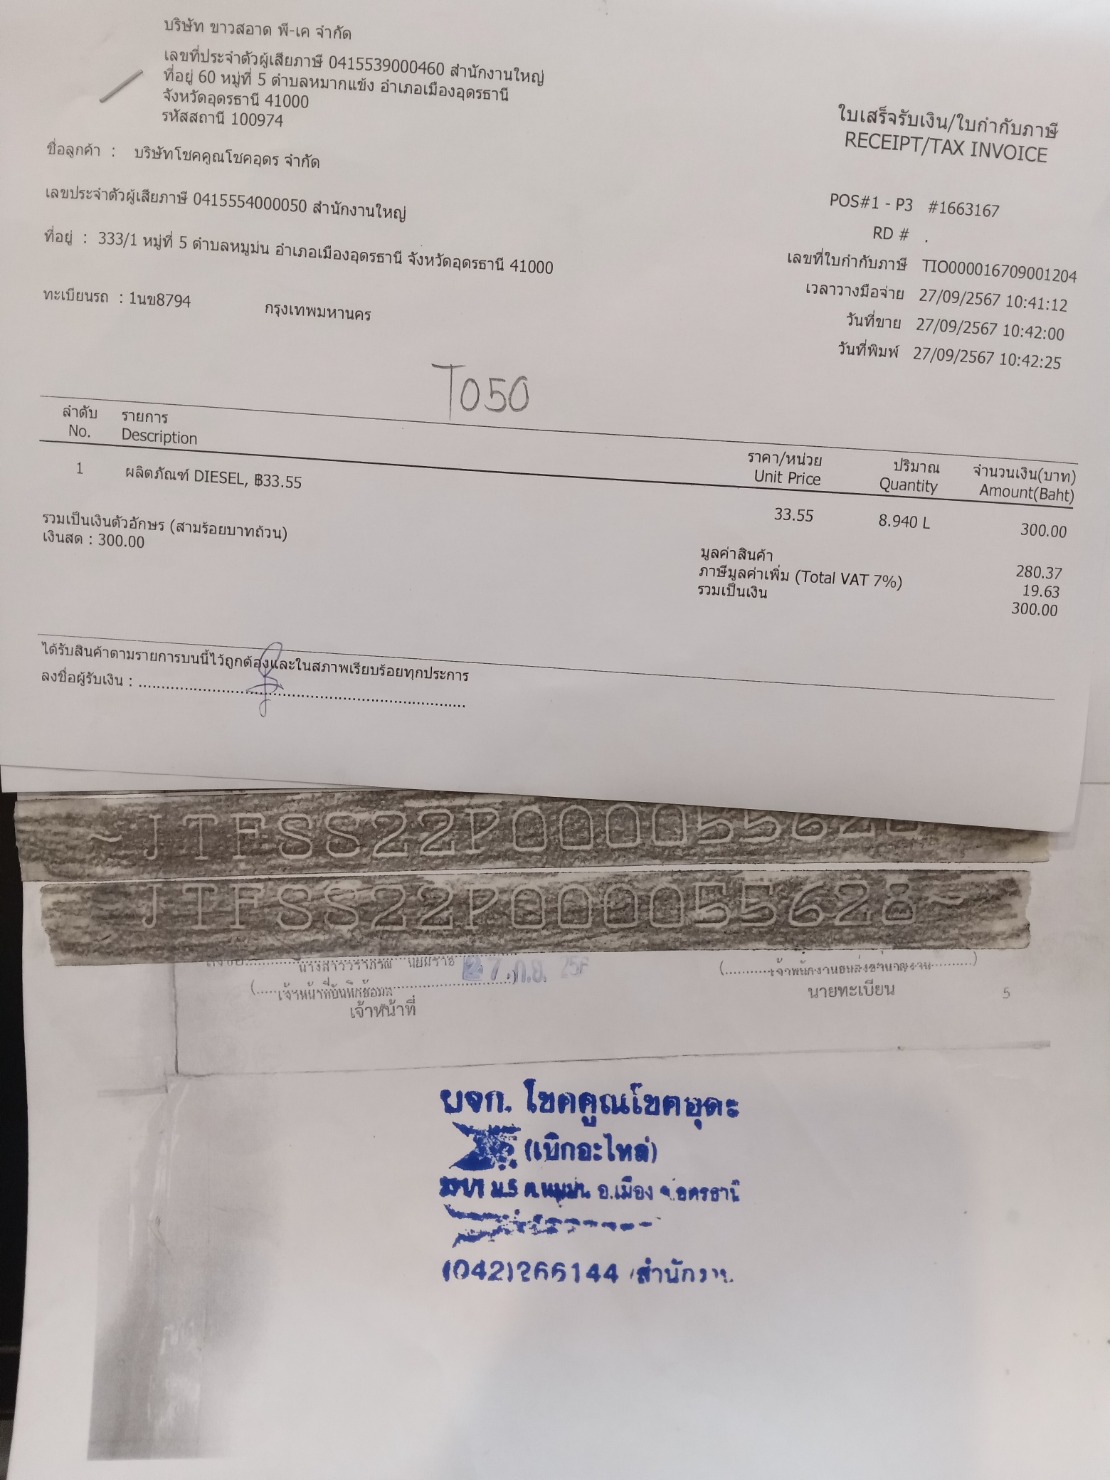 บริษัท ขาวสอาด พี-เค จำกัด
เลขที่ประจำตัวผู้เสียภาษี 0415539000460 สำนักงานใหญ่
ที่อยู่ 60 หมู่ที่ 5 ตำบลหมากแข้ง อำเภอเมืองอุดรธานี
จังหวัดอุดรธานี 41000
รหัสสถานี 100974
ใบเสร็จรับเงิน/ใบกำกับภาษี
RECEIPT/TAX INVOICE
ชื่อลูกค้า : บริษัทโชคคูณโชคอุดร จำกัด
เลขประจำตัวผู้เสียภาษี 0415554000050 สำนักงานใหญ่
ที่อยู่ : 333/1 หมู่ที่ 5 ตำบลหมูม่น อำเภอเมืองอุดรธานี จังหวัดอุดรธานี 41000
ทะเบียนรถ : 1นข8794 กรุงเทพมหานคร
POS#1 - P3 #1663167
RD # .
เลขที่ใบกำกับภาษี TIO000016709001204
เวลาวางมือจ่าย 27/09/2567 10:41:12
วันที่ขาย 27/09/2567 10:42:00
วันที่พิมพ์ 27/09/2567 10:42:25
T050
ลำดับ รายการ ราคา/หน่วย ปริมาณ จำนวนเงิน(บาท)
No. Description Unit Price Quantity Amount(Baht)
1 ผลิตภัณฑ์ DIESEL, ฿33.55 33.55 8.940 L 300.00
รวมเป็นเงินตัวอักษร (สามร้อยบาทถ้วน)
เงินสด : 300.00
มูลค่าสินค้า 280.37
ภาษีมูลค่าเพิ่ม (Total VAT 7%) 19.63
รวมเป็นเงิน 300.00
ได้รับสินค้าตามรายการบนนี้ไว้ถูกต้องและในสภาพเรียบร้อยทุกประการ
ลงชื่อผู้รับเงิน :
~JTFSS22P000055628
~JTFSS22P000055628~
เจ้าหน้าที่
นายทะเบียน
5
ผจก. โชคคูณโชคอุดร
(เบิกอะไหล่)
ม.5 อ.เมือง จ.อุดรธานี
(042)266144 สำนักงาน